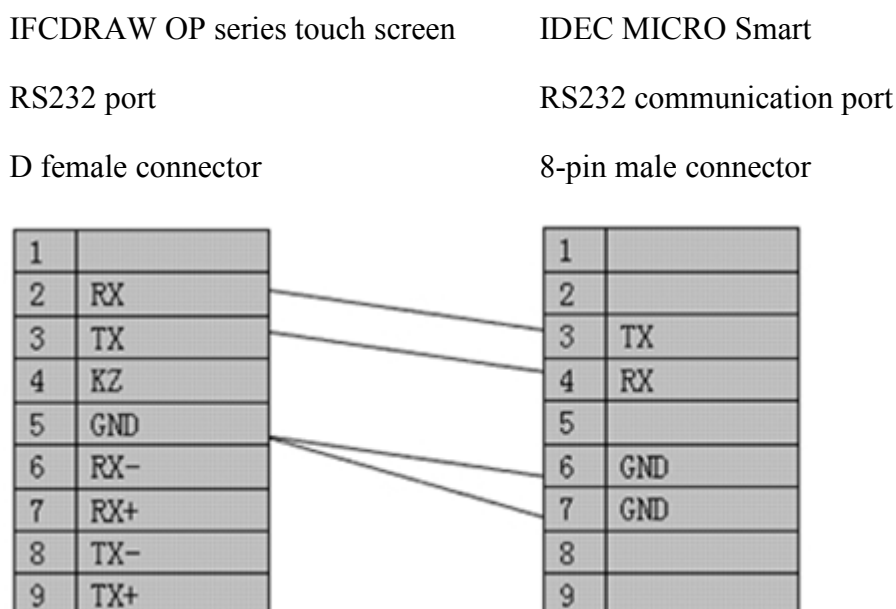 IFCDRAW OP series touch screen IDEC MICRO Smart
RS232 port RS232 communication port
D female connector 8-pin male connector
1 1
2 RX 2
3 TX 3 TX
4 KZ 4 RX
5 GND 5
6 RX- 6 GND
7 RX+ 7 GND
8 TX- 8
9 TX+ 9